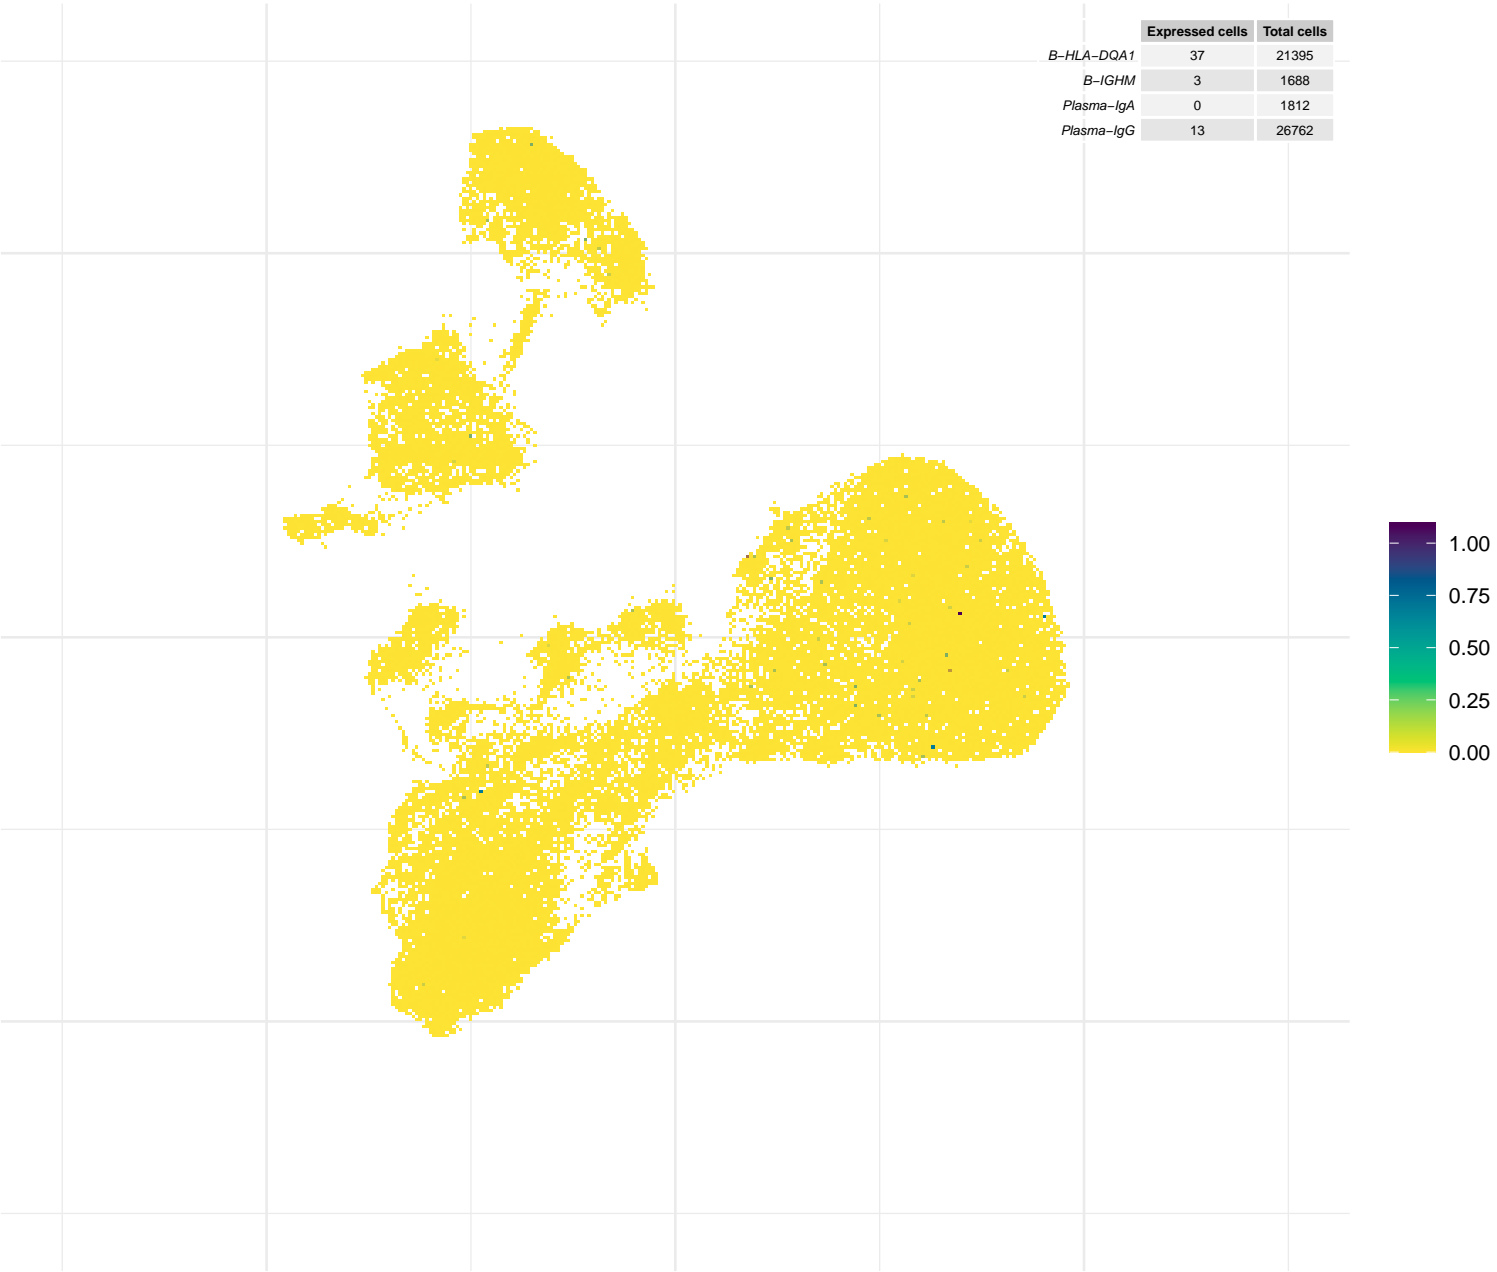 Expressed cells Total cells
B−HLA−DQA1 37 21395
B−IGHM 3 1688
Plasma−IgA 0 1812
Plasma−IgG 13 26762
1.00
0.75
0.50
0.25
0.00